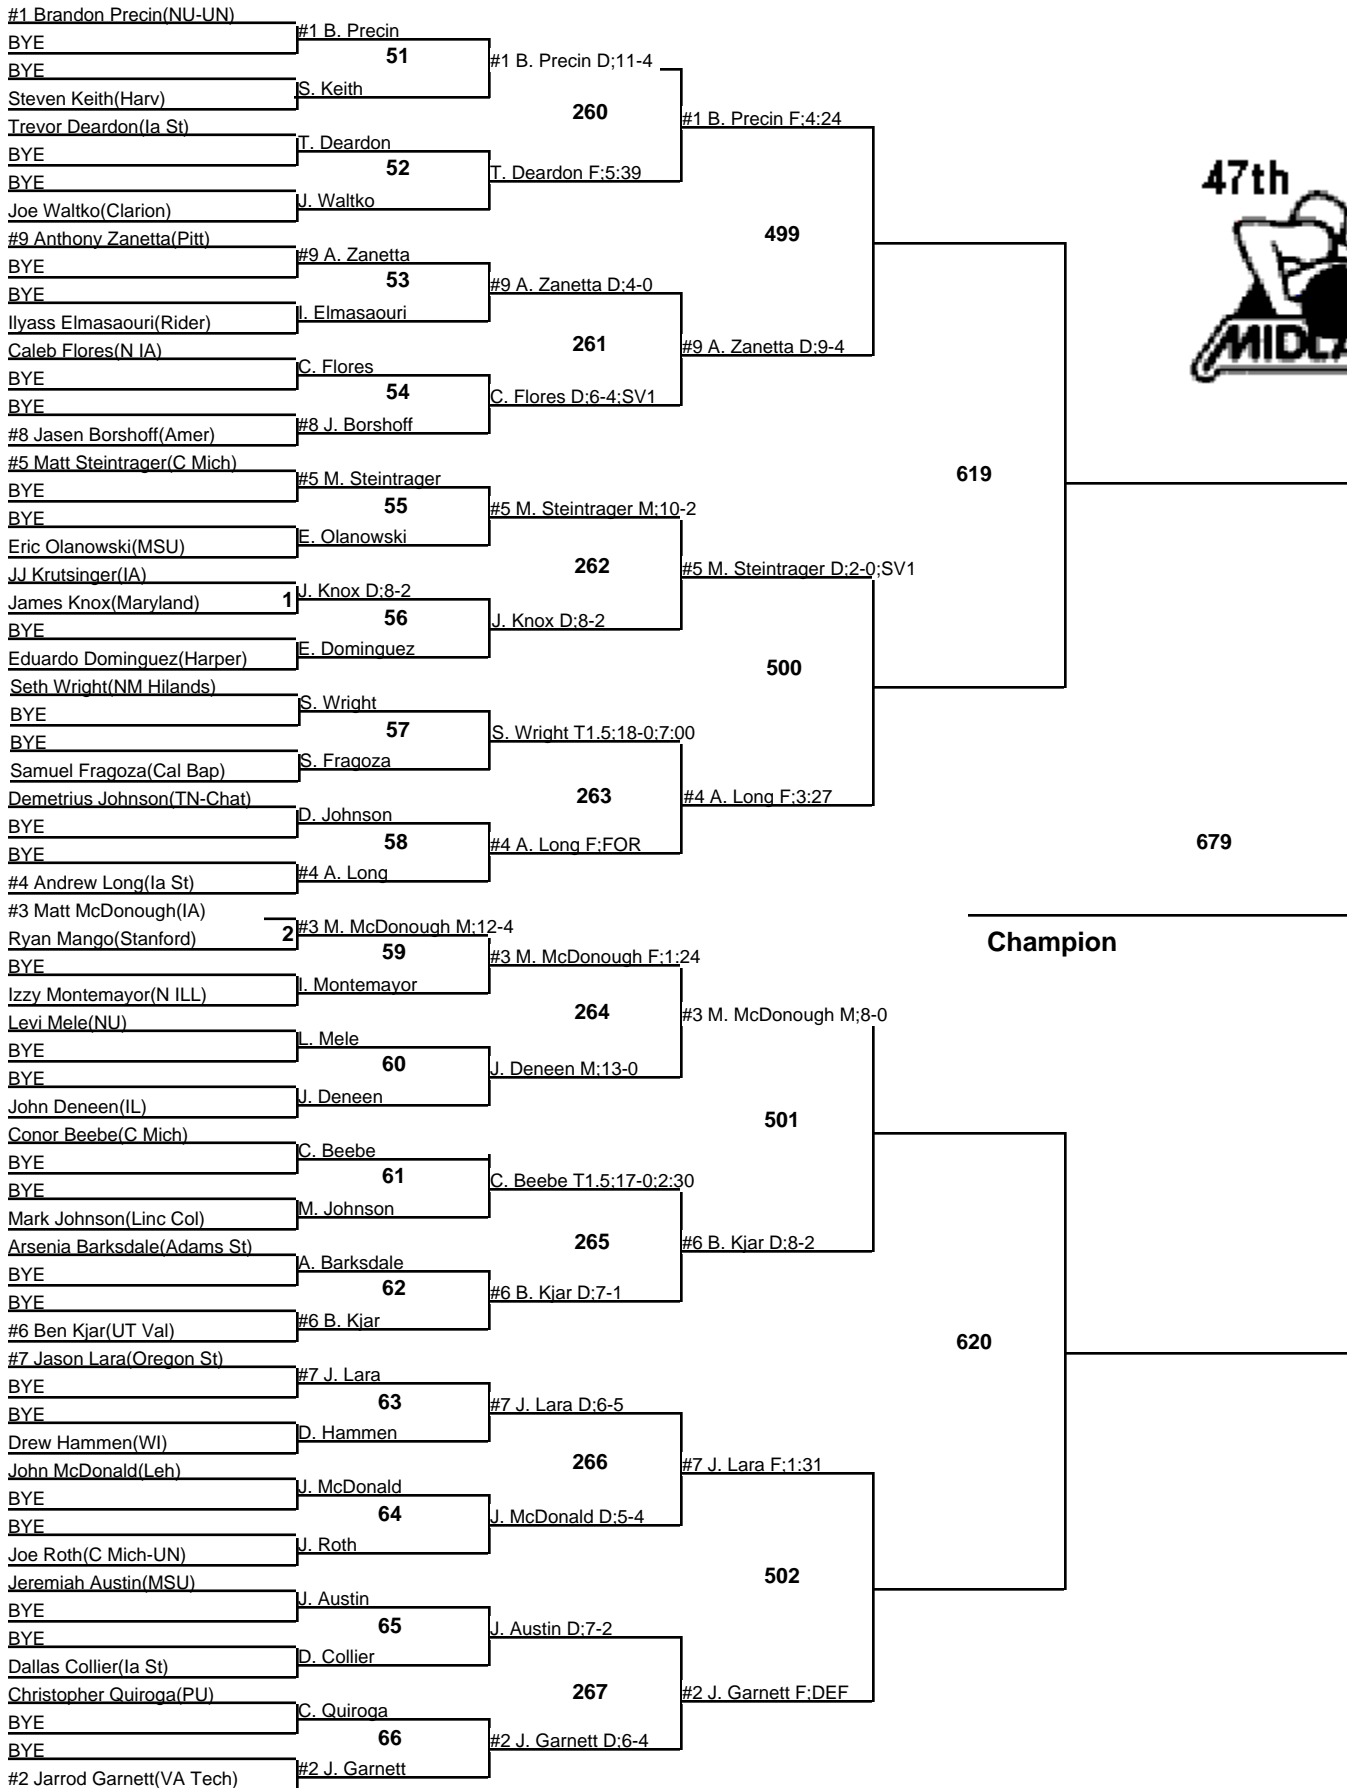 #1 Brandon Precin(NU-UN)
BYE
BYE
Steven Keith(Harv)
Trevor Deardon(Ia St)
BYE
BYE
Joe Waltko(Clarion)
#9 Anthony Zanetta(Pitt)
BYE
BYE
Ilyass Elmasaouri(Rider)
Caleb Flores(N IA)
BYE
BYE
#8 Jasen Borshoff(Amer)
#5 Matt Steintrager(C Mich)
BYE
BYE
Eric Olanowski(MSU)
JJ Krutsinger(IA)
James Knox(Maryland)
BYE
Eduardo Dominguez(Harper)
Seth Wright(NM Hilands)
BYE
BYE
Samuel Fragoza(Cal Bap)
Demetrius Johnson(TN-Chat)
BYE
BYE
#4 Andrew Long(Ia St)
#3 Matt McDonough(IA)
Ryan Mango(Stanford)
BYE
Izzy Montemayor(N ILL)
Levi Mele(NU)
BYE
BYE
John Deneen(IL)
Conor Beebe(C Mich)
BYE
BYE
Mark Johnson(Linc Col)
Arsenia Barksdale(Adams St)
BYE
BYE
#6 Ben Kjar(UT Val)
#7 Jason Lara(Oregon St)
BYE
BYE
Drew Hammen(WI)
John McDonald(Leh)
BYE
BYE
Joe Roth(C Mich-UN)
Jeremiah Austin(MSU)
BYE
BYE
Dallas Collier(Ia St)
Christopher Quiroga(PU)
BYE
BYE
#2 Jarrod Garnett(VA Tech)
#1 B. Precin
51
S. Keith
T. Deardon
52
J. Waltko
#9 A. Zanetta
53
I. Elmasaouri
C. Flores
54
#8 J. Borshoff
#5 M. Steintrager
55
E. Olanowski
1
J. Knox D;8-2
56
E. Dominguez
S. Wright
57
S. Fragoza
D. Johnson
58
#4 A. Long
2
#3 M. McDonough M;12-4
59
I. Montemayor
L. Mele
60
J. Deneen
C. Beebe
61
M. Johnson
A. Barksdale
62
#6 B. Kjar
#7 J. Lara
63
D. Hammen
J. McDonald
64
J. Roth
J. Austin
65
D. Collier
C. Quiroga
66
#2 J. Garnett
#1 B. Precin D;11-4
260
T. Deardon F;5:39
#9 A. Zanetta D;4-0
261
C. Flores D;6-4;SV1
#5 M. Steintrager M;10-2
262
J. Knox D;8-2
S. Wright T1.5;18-0;7:00
263
#4 A. Long F;FOR
#3 M. McDonough F;1:24
264
J. Deneen M;13-0
C. Beebe T1.5;17-0;2:30
265
#6 B. Kjar D;7-1
#7 J. Lara D;6-5
266
J. McDonald D;5-4
J. Austin D;7-2
267
#2 J. Garnett D;6-4
#1 B. Precin F;4:24
499
#9 A. Zanetta D;9-4
#5 M. Steintrager D;2-0;SV1
500
#4 A. Long F;3:27
#3 M. McDonough M;8-0
501
#6 B. Kjar D;8-2
#7 J. Lara F;1:31
502
#2 J. Garnett F;DEF
619
620
47th
679
Champion